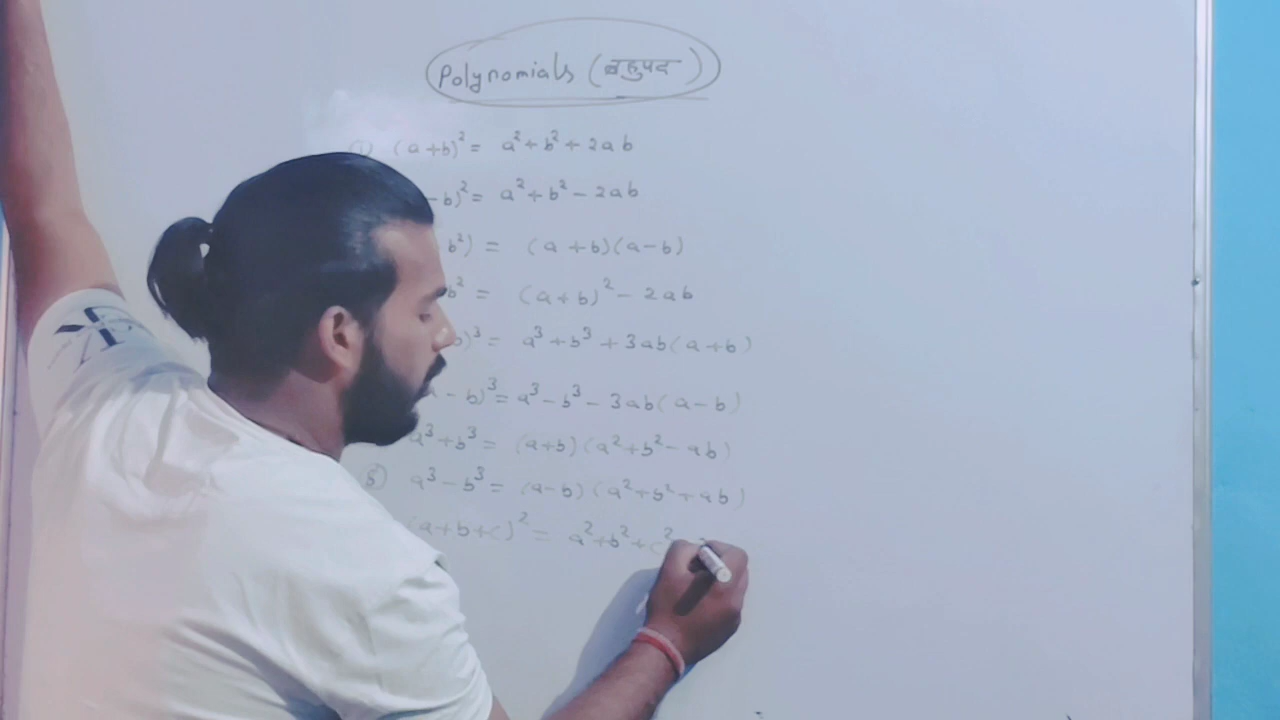 Polynomials (बहुपद)
① (a+b)² = a²+b²+2ab
-b)² = a²+b²-2ab
b²) = (a+b)(a-b)
b² = (a+b)²-2ab
b)³ = a³+b³+3ab(a+b)
-b)³ = a³-b³-3ab(a-b)
a³+b³ = (a+b)(a²+b²-ab)
⑧ a³-b³ = (a-b)(a²+b²+ab)
(a+b+c)² = a²+b²+c²